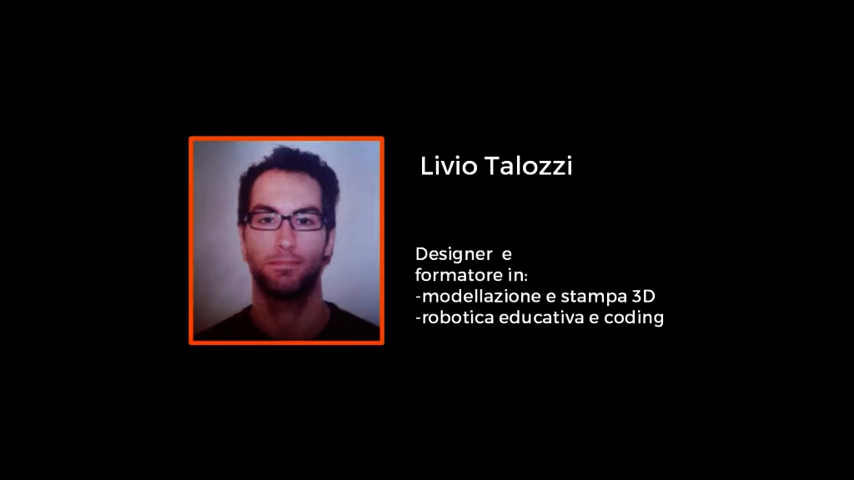 Livio Talozzi
Designer e
formatore in:
-modellazione e stampa 3D
-robotica educativa e coding